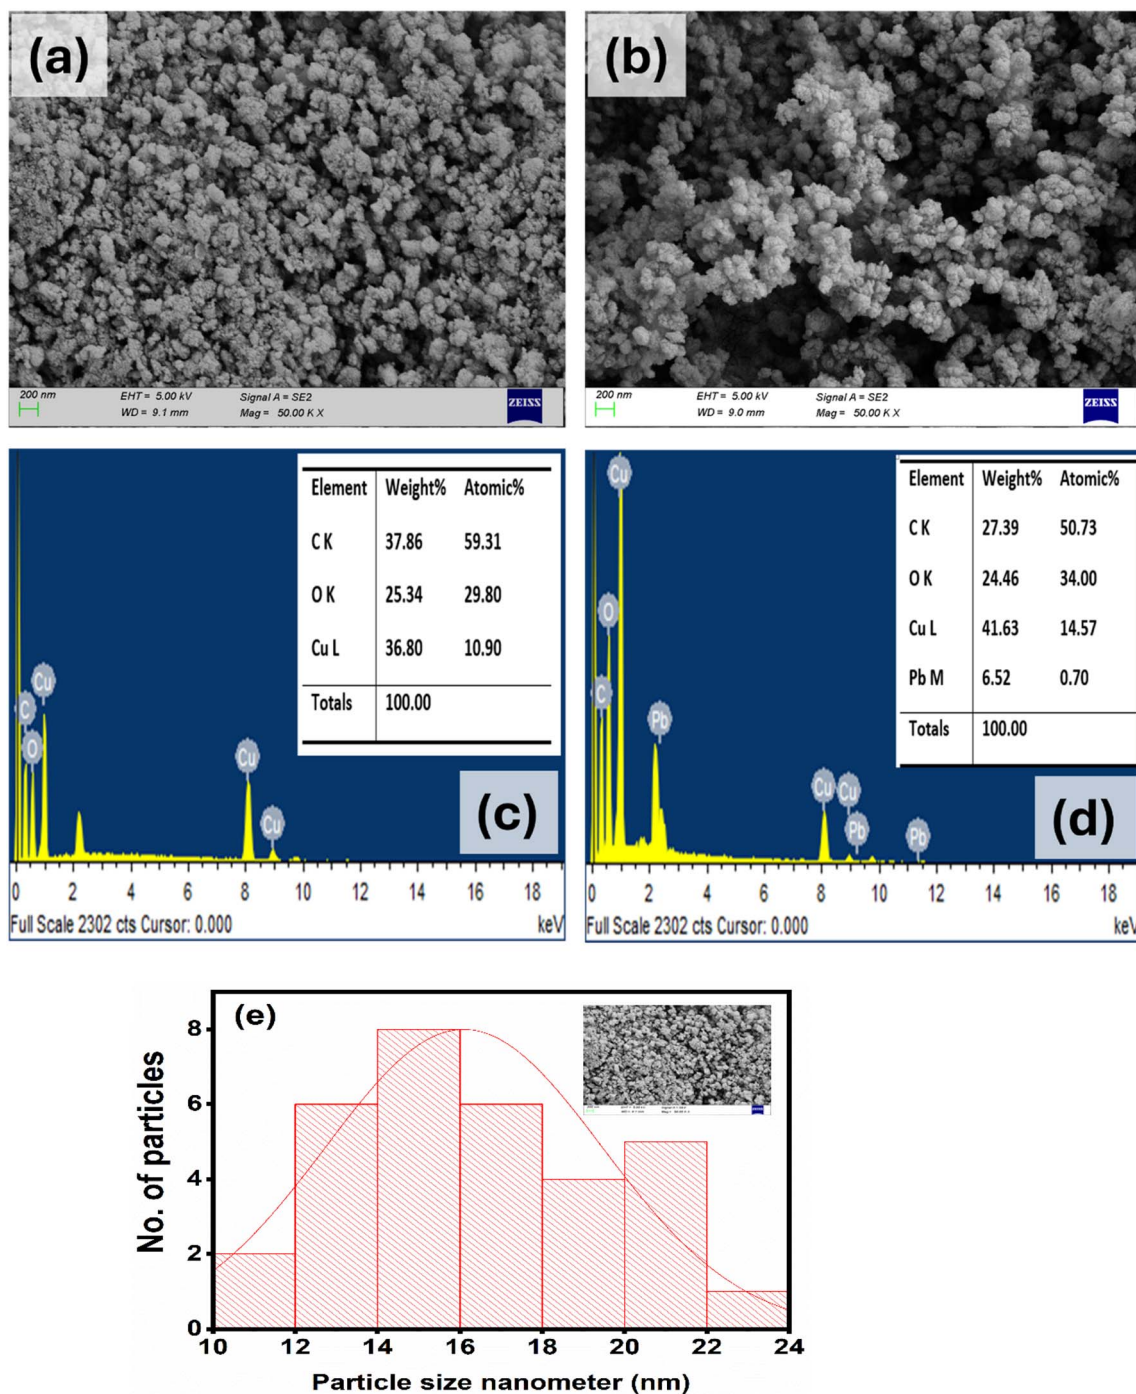 (a)
200 nm
EHT = 5.00 kV
Signal A = SE2
WD = 9.1 mm
Mag = 50.00 K X
ZEISS
(b)
200 nm
EHT = 5.00 kV
Signal A = SE2
WD = 9.0 mm
Mag = 50.00 K X
ZEISS
Element Weight% Atomic%
C K 37.86 59.31
O K 25.34 29.80
Cu L 36.80 10.90
Totals 100.00
Cu
C
O
Cu
Cu
(c)
0 2 4 6 8 10 12 14 16 18
Full Scale 2302 cts Cursor: 0.000 keV
Element Weight% Atomic%
C K 27.39 50.73
O K 24.46 34.00
Cu L 41.63 14.57
Pb M 6.52 0.70
Totals 100.00
Cu
O
C
Pb
Cu
Cu
Pb
Pb
(d)
0 2 4 6 8 10 12 14 16 18
Full Scale 2302 cts Cursor: 0.000 keV
(e)
No. of particles
8
6
4
2
0
10 12 14 16 18 20 22 24
Particle size nanometer (nm)
ZEISS